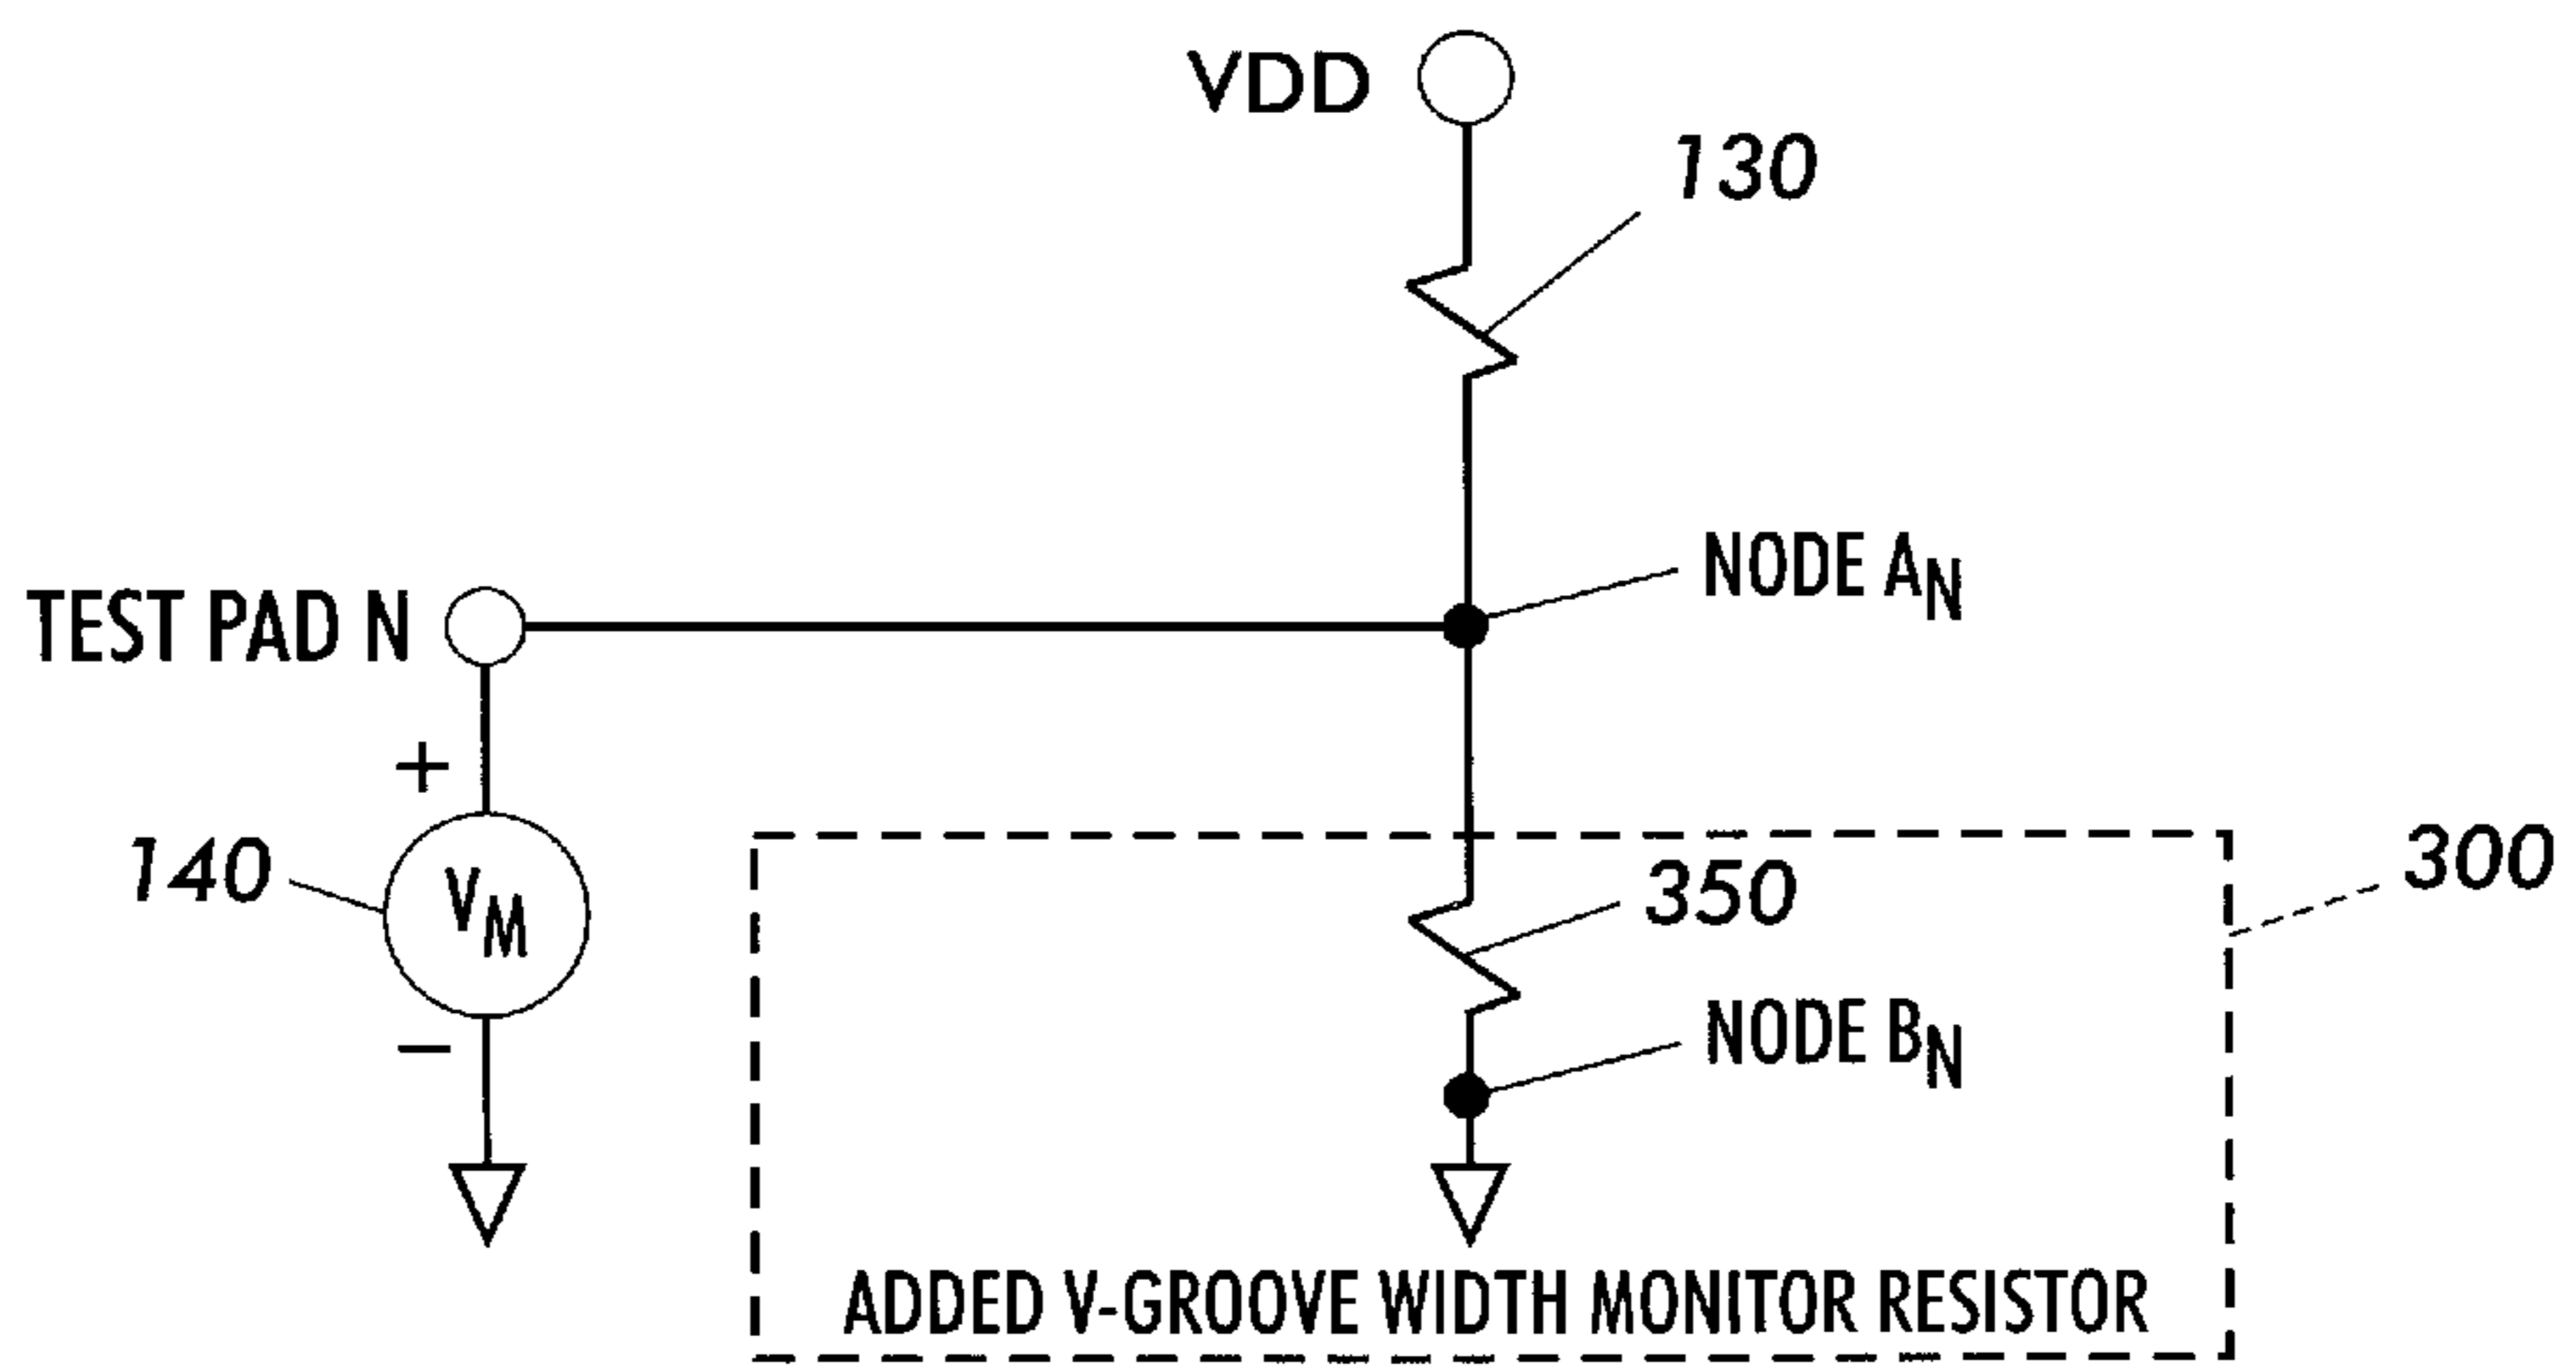 VDD
130
NODE AN
TEST PAD N
+
140
VM
350
300
NODE BN
−
ADDED V-GROOVE WIDTH MONITOR RESISTOR